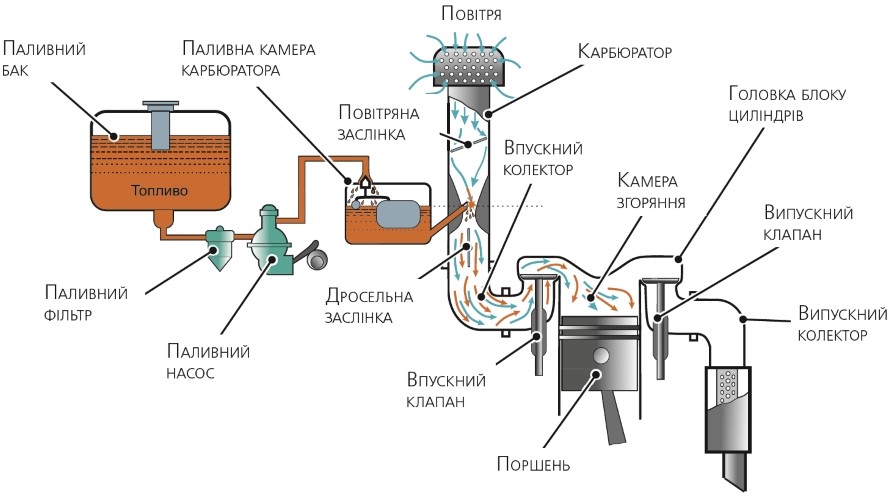 ПОВІТРЯ
ПАЛИВНИЙ
БАК
ПАЛИВНА КАМЕРА
КАРБЮРАТОРА
КАРБЮРАТОР
ГОЛОВКА БЛОКУ
ЦИЛІНДРІВ
ПОВІТРЯНА
ЗАСЛІНКА
ВПУСКНИЙ
КОЛЕКТОР
КАМЕРА
ЗГОРЯННЯ
Топливо
ВИПУСКНИЙ
КЛАПАН
ПАЛИВНИЙ
ФІЛЬТР
ДРОСЕЛЬНА
ЗАСЛІНКА
ВИПУСКНИЙ
КОЛЕКТОР
ПАЛИВНИЙ
НАСОС
ВПУСКНИЙ
КЛАПАН
ПОРШЕНЬ